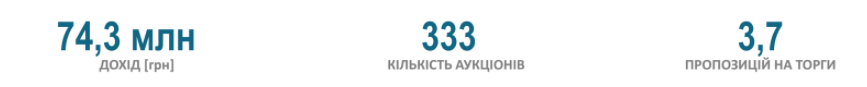 74,3 млн
ДОХІД [грн]
333
КІЛЬКІСТЬ АУКЦІОНІВ
3,7
ПРОПОЗИЦІЙ НА ТОРГИ